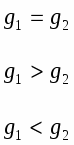 g₁ = g₂
g₁ > g₂
g₁ < g₂